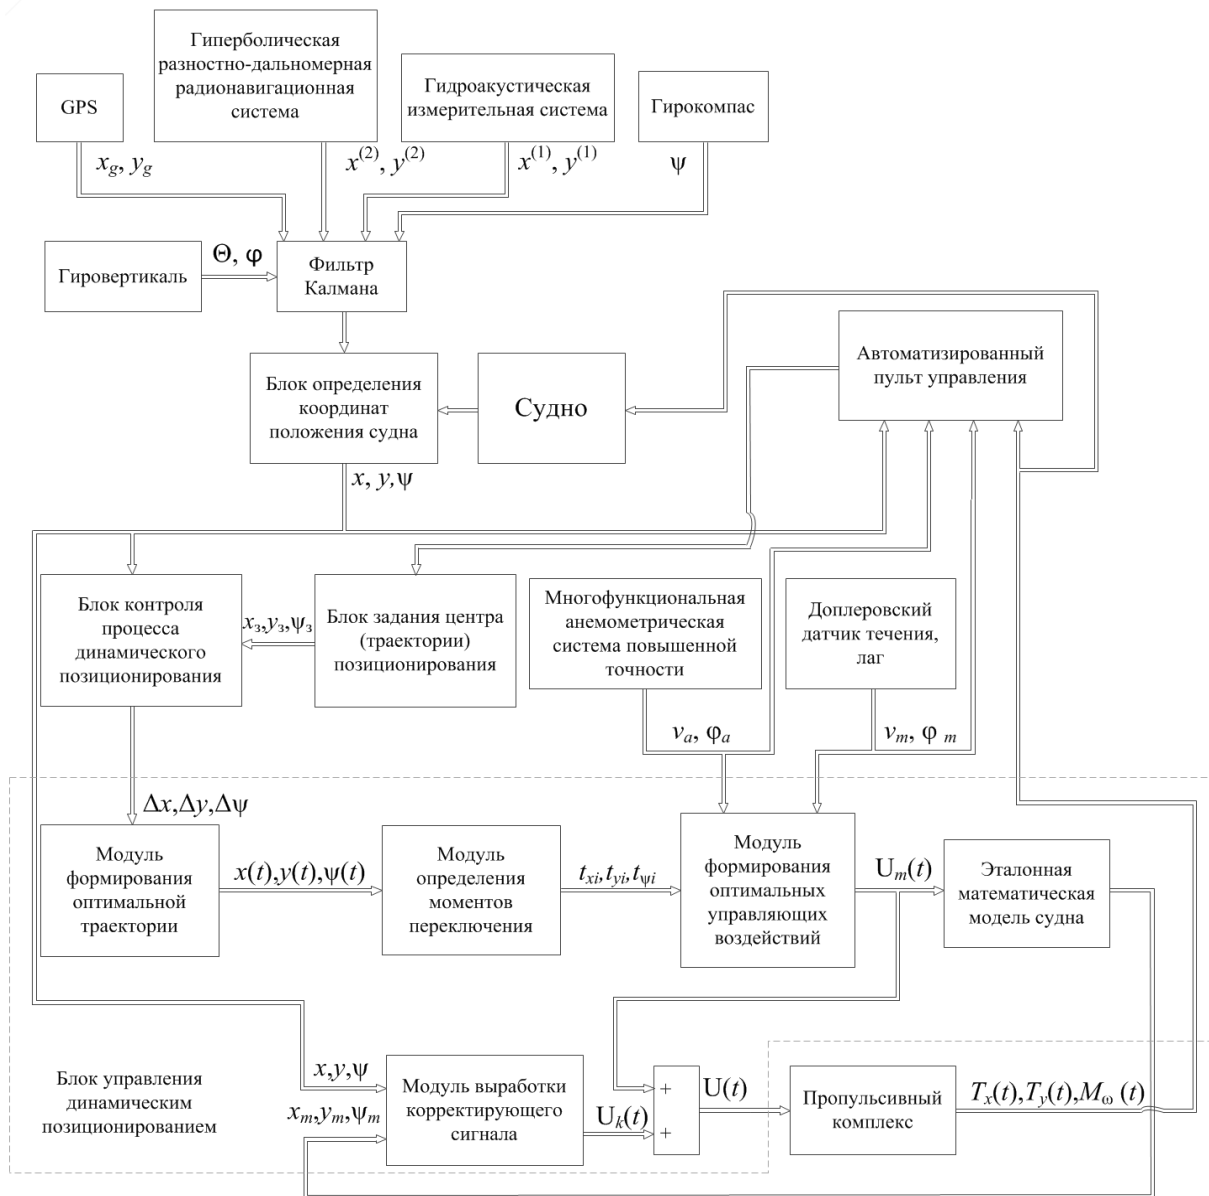 GPS
Гиперболическая
разностно-дальномерная
радионавигационная
система
Гидроакустическая
измерительная система
Гирокомпас
x_g, y_g
x^(2), y^(2)
x^(1), y^(1)
ψ
Гировертикаль
Θ, φ
Фильтр
Калмана
Блок определения
координат
положения судна
Судно
Автоматизированный
пульт управления
x, y,ψ
Блок контроля
процесса
динамического
позиционирования
x_з,y_з,ψ_з
Блок задания центра
(траектории)
позиционирования
Многофункциональная
анемометрическая
система повышенной
точности
Доплеровский
датчик течения,
лаг
v_a, φ_a
v_m, φ_m
Δx,Δy,Δψ
Модуль
формирования
оптимальной
траектории
x(t),y(t),ψ(t)
Модуль
определения
моментов
переключения
t_xi,t_yi,t_ψi
Модуль
формирования
оптимальных
управляющих
воздействий
U_m(t)
Эталонная
математическая
модель судна
Блок управления
динамическим
позиционированием
x,y,ψ
x_m,y_m,ψ_m
Модуль выработки
корректирующего
сигнала
U_k(t)
+
+
U(t)
Пропульсивный
комплекс
T_x(t),T_y(t),M_ω (t)